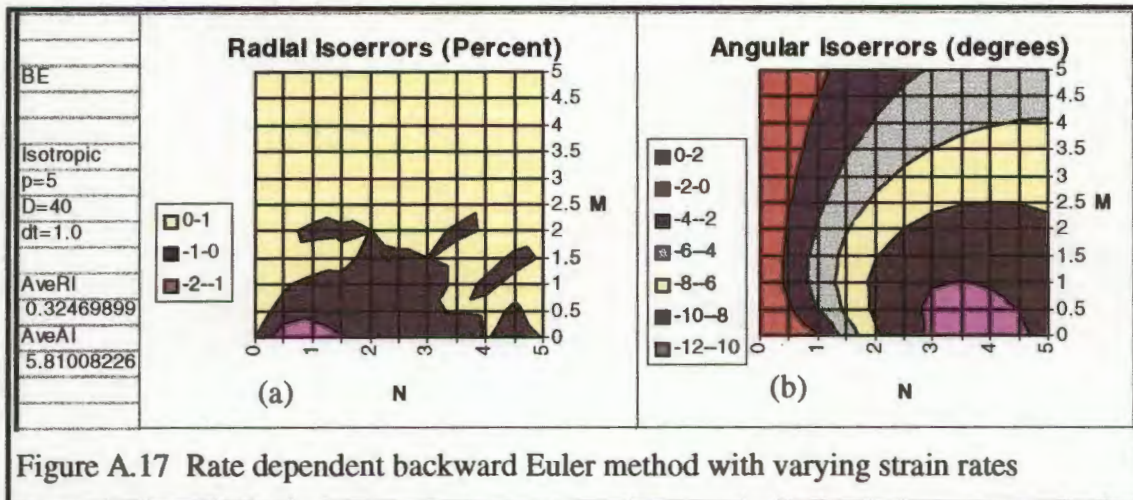 BE
Isotropic
p=5
D=40
dt=1.0
AveRI
0.32469899
AveAI
5.81008226
Radial Isoerrors (Percent)
0-1
-1-0
-2--1
5
4.5
4
3.5
3
2.5
2
1.5
1
0.5
0
M
0
1
2
3
4
5
(a)
N
Angular Isoerrors (degrees)
0-2
-2-0
-4--2
-6--4
-8--6
-10--8
-12--10
5
4.5
4
3.5
3
2.5
2
1.5
1
0.5
0
M
0
1
2
3
4
5
(b)
N
Figure A.17 Rate dependent backward Euler method with varying strain rates